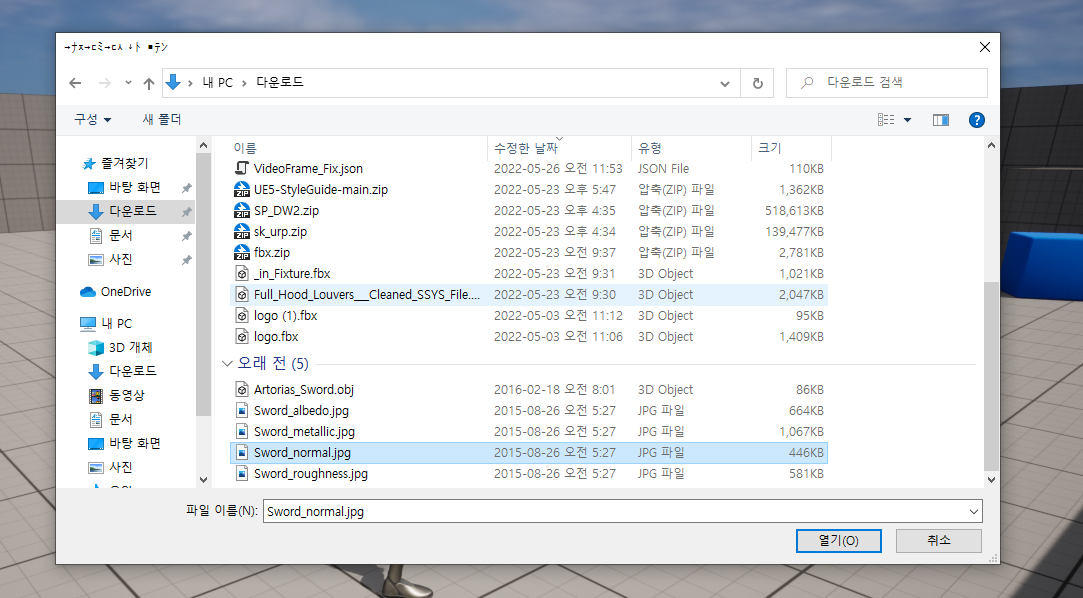 내 PC > 다운로드
다운로드 검색
구성
새 폴더
이름 수정한 날짜 유형 크기
즐겨찾기
바탕 화면
다운로드
문서
사진
OneDrive
내 PC
3D 개체
다운로드
동영상
문서
바탕 화면
사진
VideoFrame_Fix.json 2022-05-26 오전 11:53 JSON File 110KB
UE5-StyleGuide-main.zip 2022-05-23 오후 5:47 압축(ZIP) 파일 1,362KB
SP_DW2.zip 2022-05-23 오후 4:35 압축(ZIP) 파일 518,613KB
sk_urp.zip 2022-05-23 오후 4:34 압축(ZIP) 파일 139,477KB
fbx.zip 2022-05-23 오전 9:37 압축(ZIP) 파일 2,781KB
_in_Fixture.fbx 2022-05-23 오전 9:31 3D Object 1,021KB
Full_Hood_Louvers___Cleaned_SSYS_File.... 2022-05-23 오전 9:30 3D Object 2,047KB
logo (1).fbx 2022-05-03 오전 11:12 3D Object 95KB
logo.fbx 2022-05-03 오전 11:06 3D Object 1,409KB
오래 전 (5)
Artorias_Sword.obj 2016-02-18 오전 8:01 3D Object 86KB
Sword_albedo.jpg 2015-08-26 오전 5:27 JPG 파일 664KB
Sword_metallic.jpg 2015-08-26 오전 5:27 JPG 파일 1,067KB
Sword_normal.jpg 2015-08-26 오전 5:27 JPG 파일 446KB
Sword_roughness.jpg 2015-08-26 오전 5:27 JPG 파일 581KB
파일 이름(N): Sword_normal.jpg
열기(O) 취소